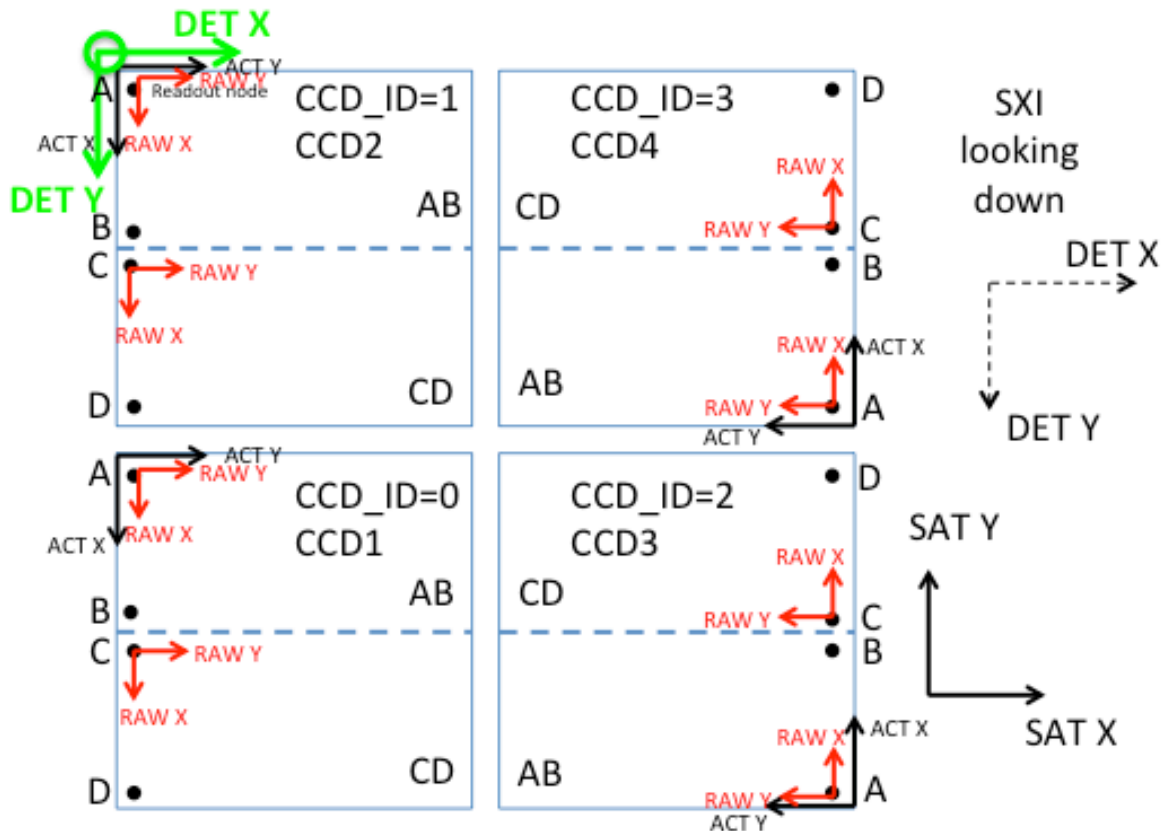 DET X
ACT Y
RAW Y
A
Readout node
ACT X
RAW X
DET Y
CCD_ID=1
CCD2
AB
B
C
RAW Y
RAW X
CD
D
CCD_ID=3
CCD4
D
RAW X
CD
RAW Y
C
B
RAW X
ACT X
AB
RAW Y
A
ACT Y
SXI
looking
down
DET X
DET Y
ACT Y
A
RAW Y
RAW X
ACT X
CCD_ID=0
CCD1
AB
B
C
RAW Y
RAW X
CD
D
CCD_ID=2
CCD3
D
RAW X
CD
RAW Y
C
B
ACT X
RAW X
AB
RAW Y
A
ACT Y
SAT Y
SAT X